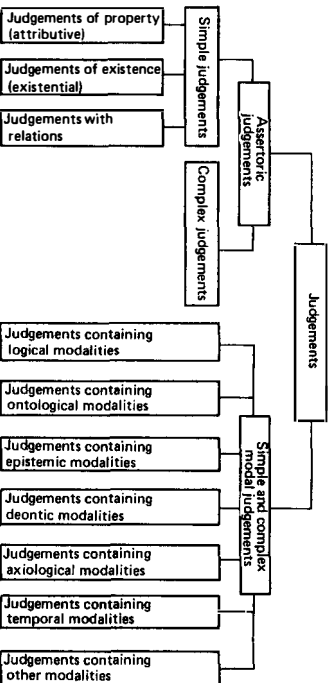 Judgements
Assertoric
judgements
Simple judgements
Judgements of property
(attributive)
Judgements of existence
(existential)
Judgements with
relations
Complex judgements
Simple and complex
modal judgements
Judgements containing
logical modalities
Judgements containing
ontological modalities
Judgements containing
epistemic modalities
Judgements containing
deontic modalities
Judgements containing
axiological modalities
Judgements containing
temporal modalities
Judgements containing
other modalities